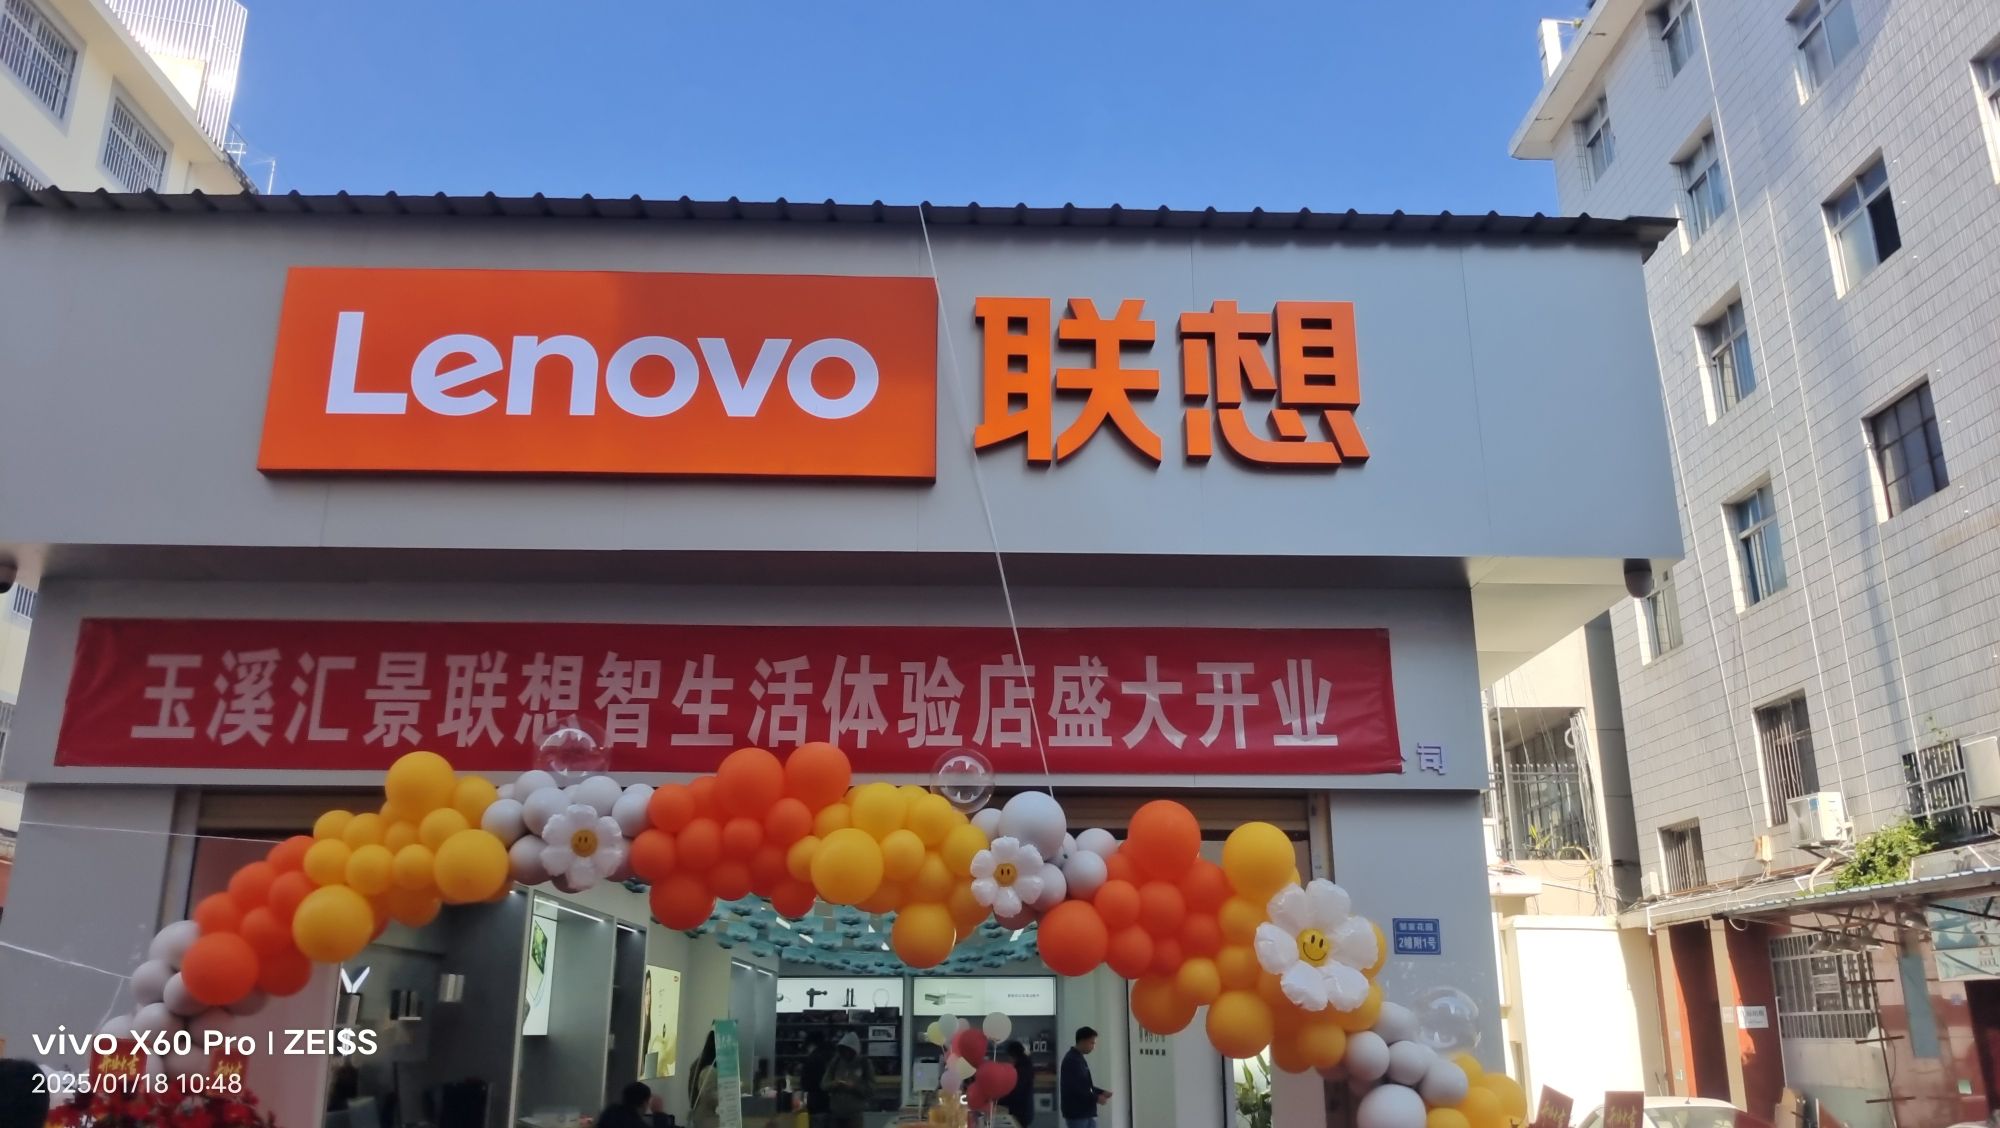 Lenovo 联想
玉溪汇景联想智生活体验店盛大开业
司
2幢附1号
vivo X60 Pro | ZEISS
2025/01/18 10:48